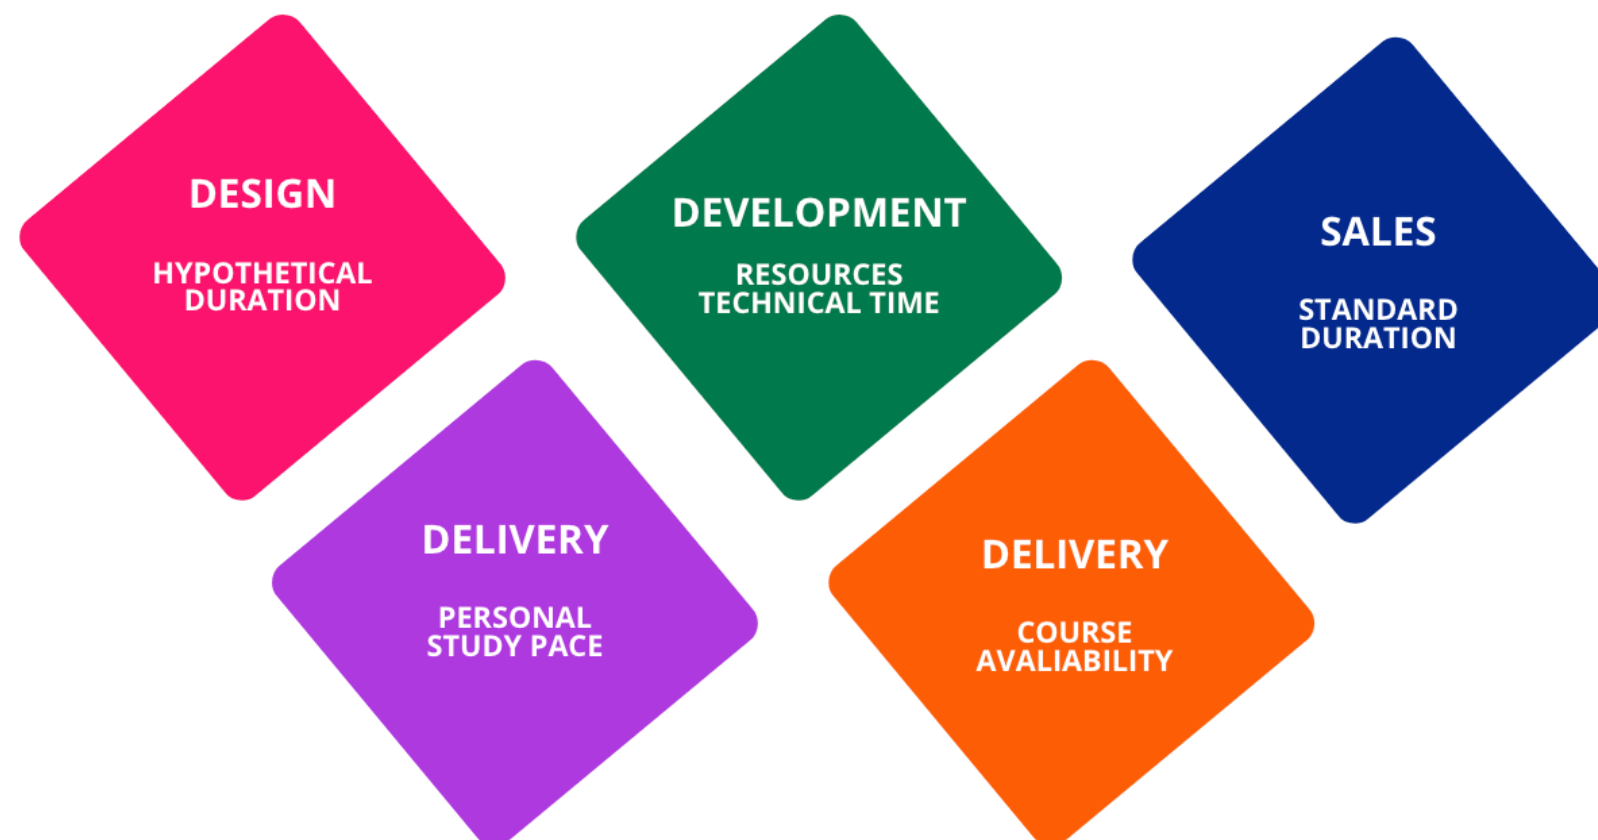 DESIGN
HYPOTHETICAL
DURATION
DEVELOPMENT
RESOURCES
TECHNICAL TIME
SALES
STANDARD
DURATION
DELIVERY
PERSONAL
STUDY PACE
DELIVERY
COURSE
AVALIABILITY